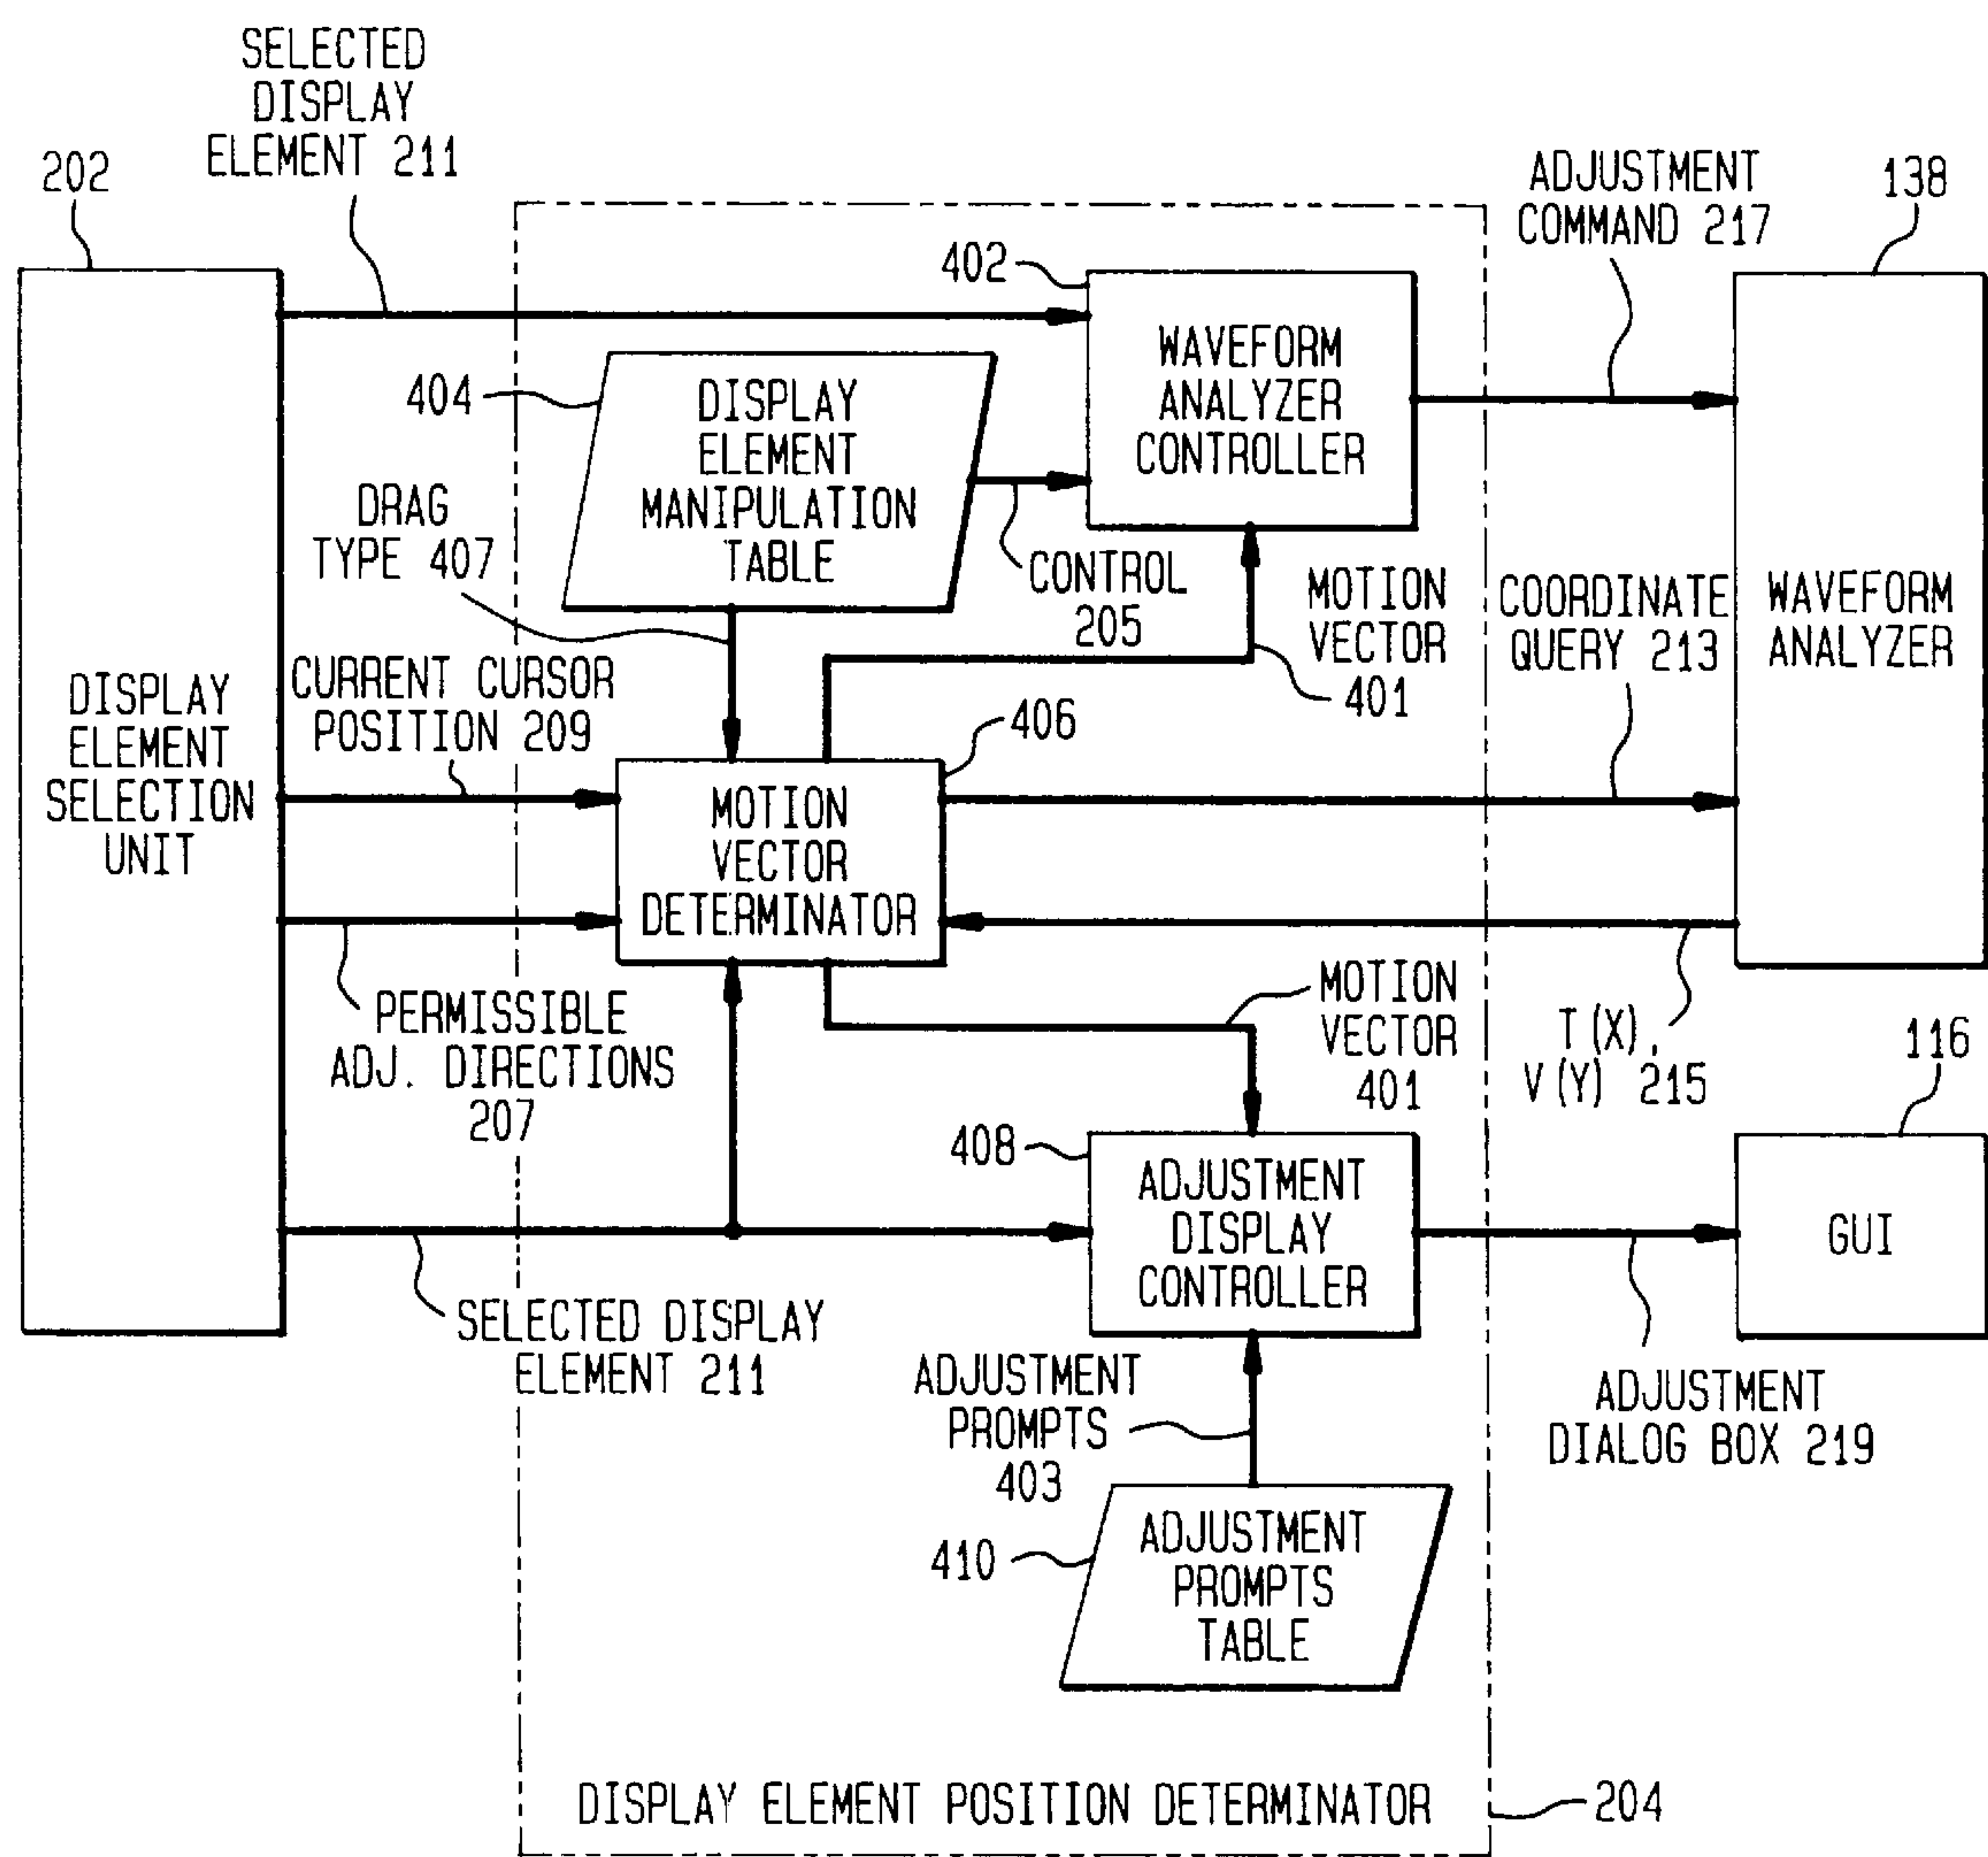 SELECTED
DISPLAY
ELEMENT 211
202
ADJUSTMENT
COMMAND 217
138
402
WAVEFORM
ANALYZER
CONTROLLER
404
DISPLAY
ELEMENT
MANIPULATION
TABLE
DRAG
TYPE 407
CONTROL
205
MOTION
VECTOR
401
COORDINATE
QUERY 213
WAVEFORM
ANALYZER
DISPLAY
ELEMENT
SELECTION
UNIT
CURRENT CURSOR
POSITION 209
406
MOTION
VECTOR
DETERMINATOR
PERMISSIBLE
ADJ. DIRECTIONS
207
MOTION
VECTOR
401
T(X),
V(Y) 215
116
408
ADJUSTMENT
DISPLAY
CONTROLLER
GUI
SELECTED DISPLAY
ELEMENT 211
ADJUSTMENT
PROMPTS
403
ADJUSTMENT
DIALOG BOX 219
410
ADJUSTMENT
PROMPTS
TABLE
DISPLAY ELEMENT POSITION DETERMINATOR
204